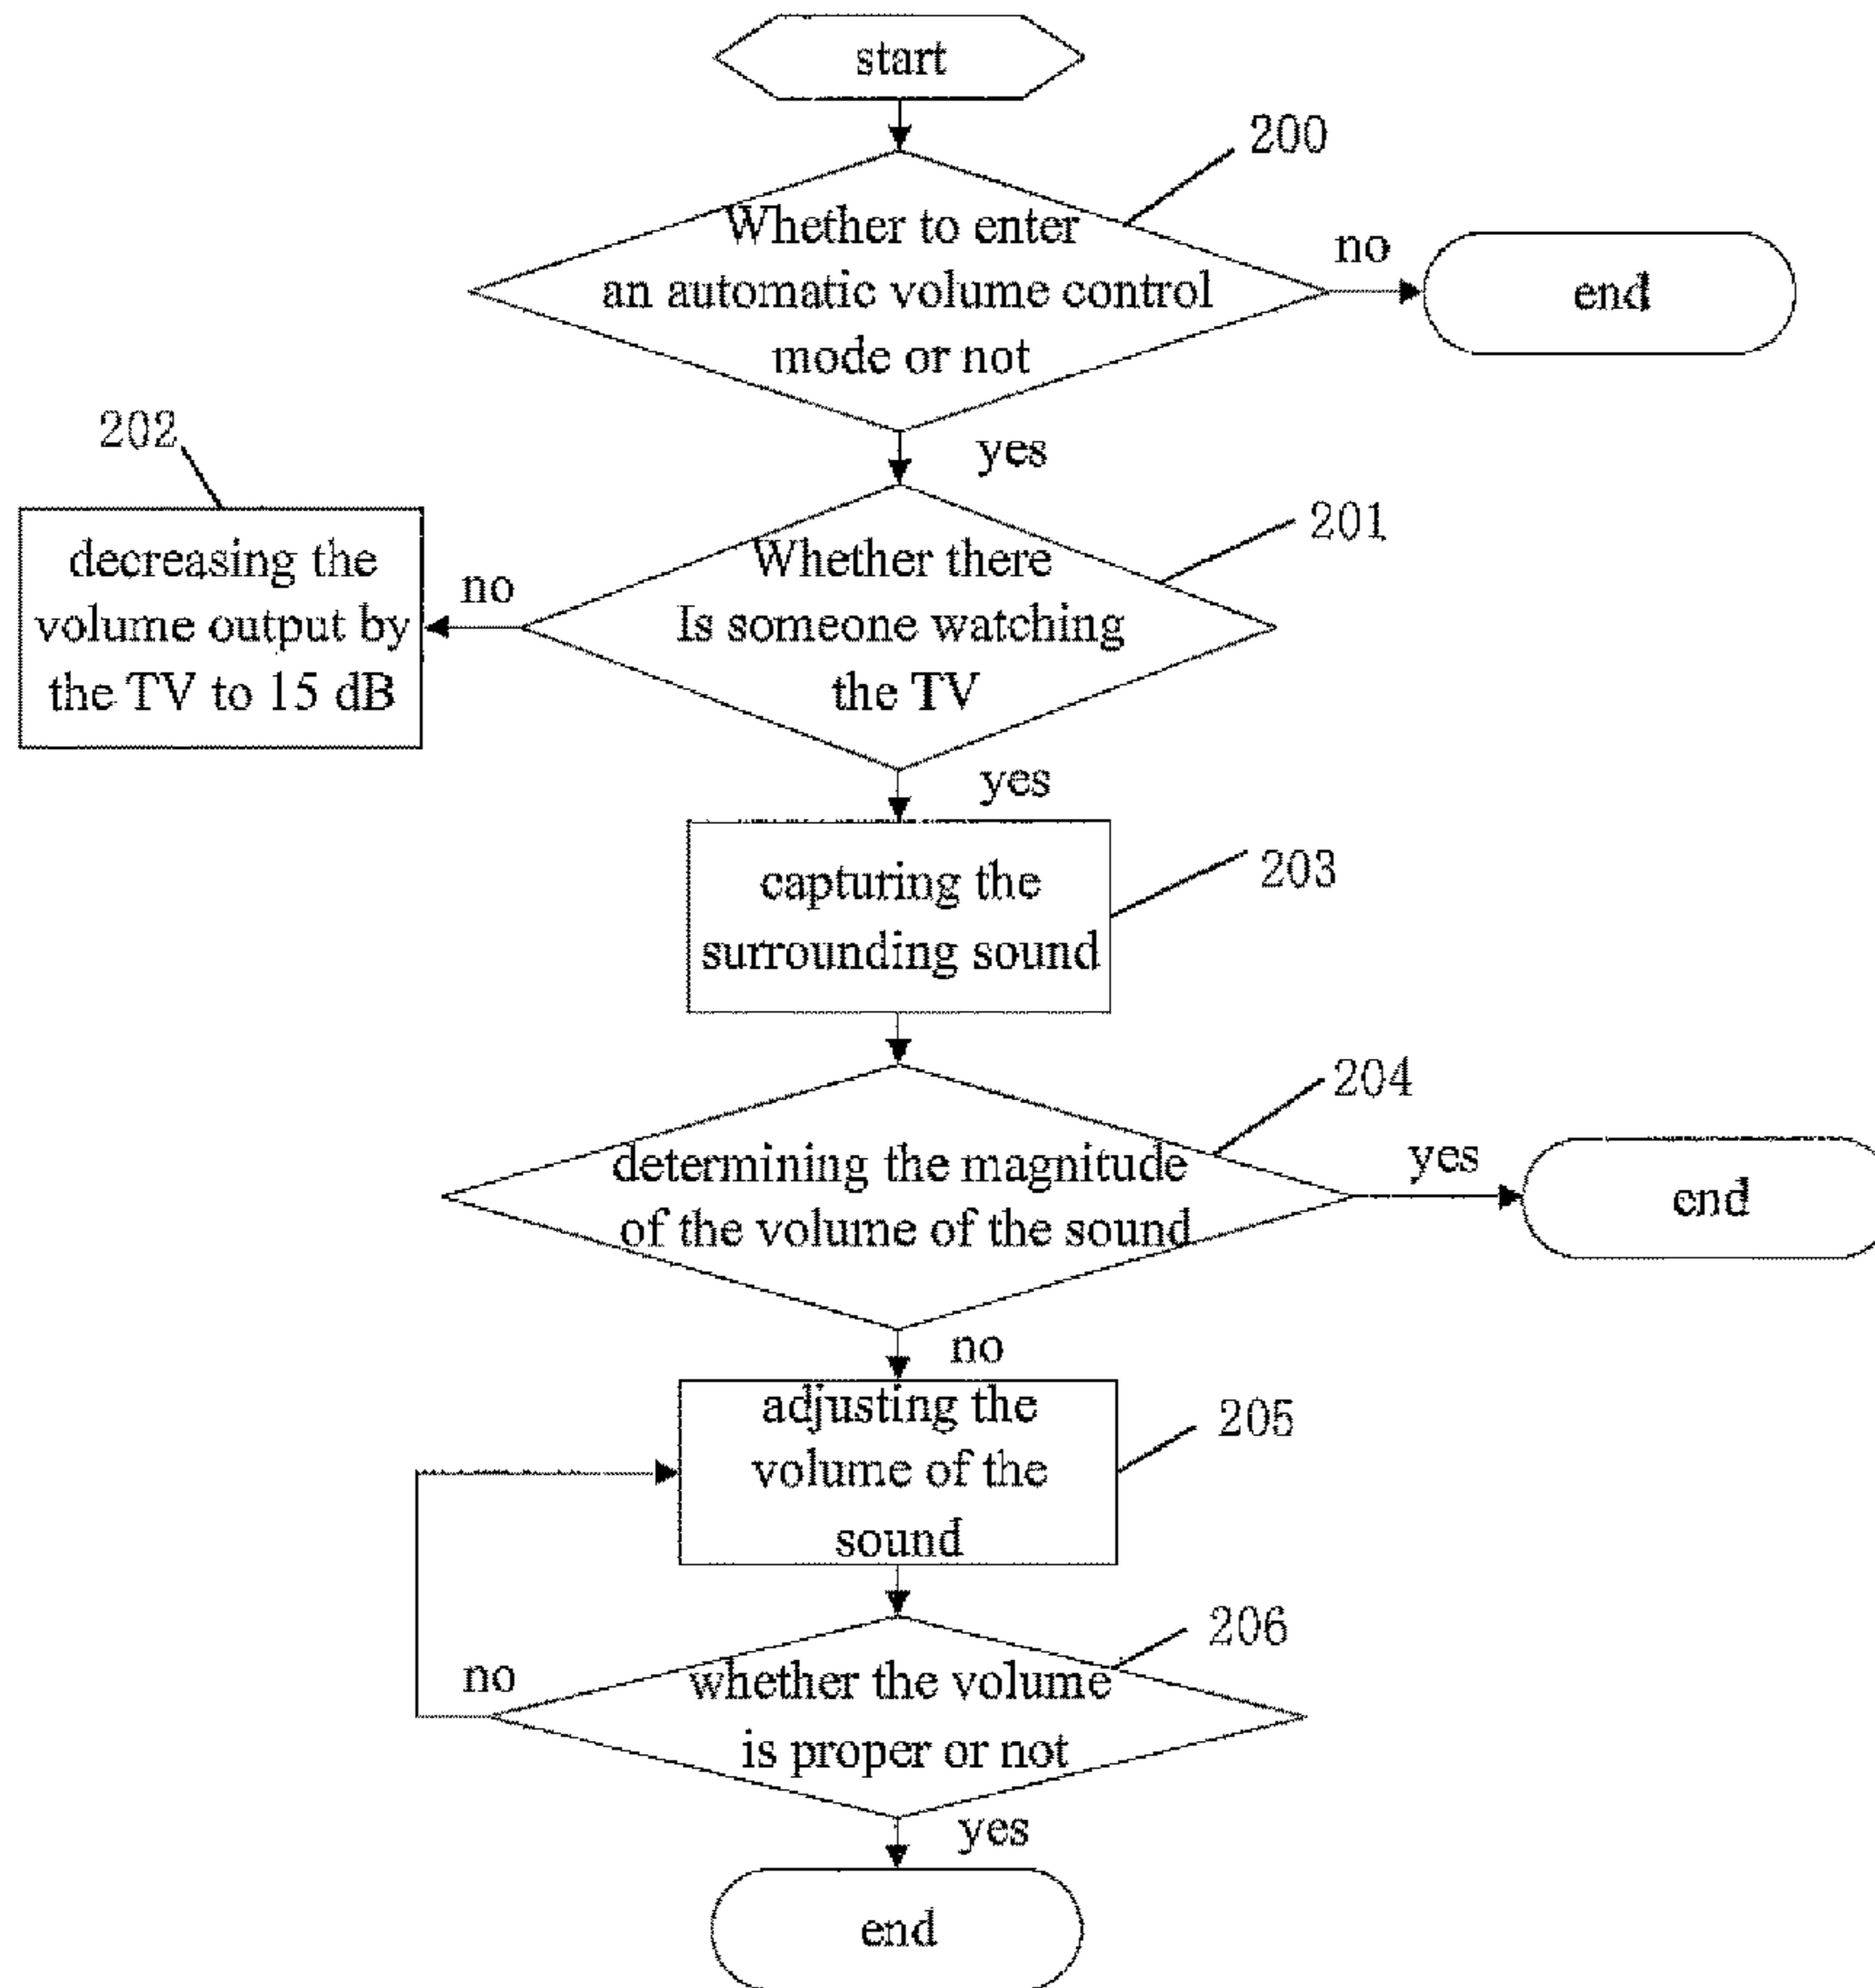 start
200
Whether to enter
an automatic volume control
mode or not
no
end
yes
202
decreasing the
volume output by
the TV to 15 dB
no
201
Whether there
Is someone watching
the TV
yes
203
capturing the
surrounding sound
204
determining the magnitude
of the volume of the sound
yes
end
no
205
adjusting the
volume of the
sound
206
no
whether the volume
is proper or not
yes
end